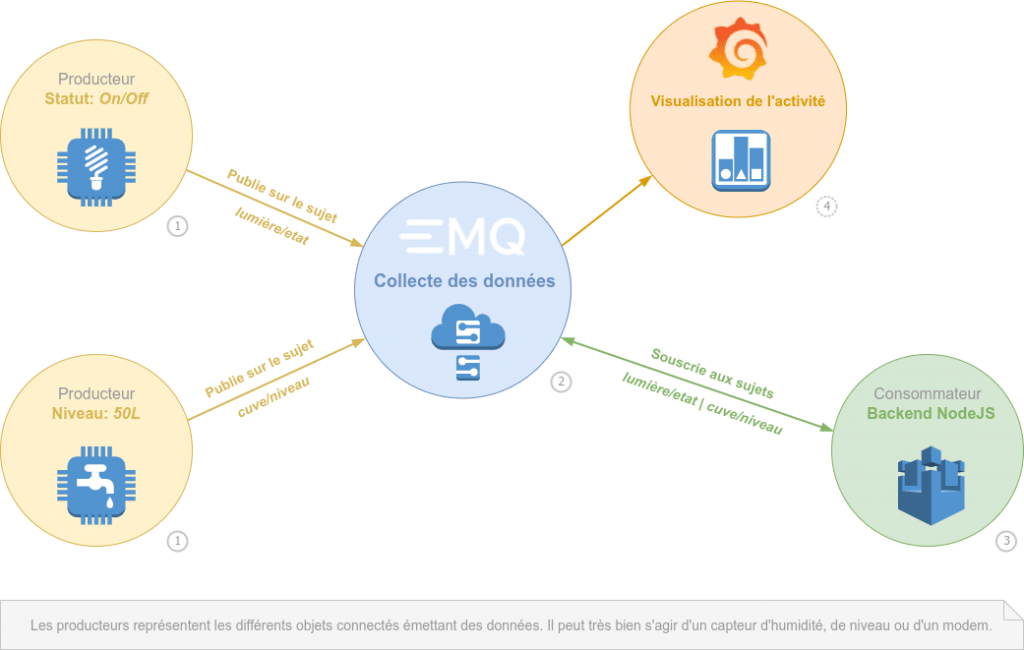 Producteur
Statut: On/Off
1
Publie sur le sujet
lumière/etat
Visualisation de l'activité
4
EMQ
Collecte des données
2
Producteur
Niveau: 50L
1
Publie sur le sujet
cuve/niveau
Souscrie aux sujets
lumière/etat | cuve/niveau
Consommateur
Backend NodeJS
3
Les producteurs représentent les différents objets connectés émettant des données. Il peut très bien s'agir d'un capteur d'humidité, de niveau ou d'un modem.